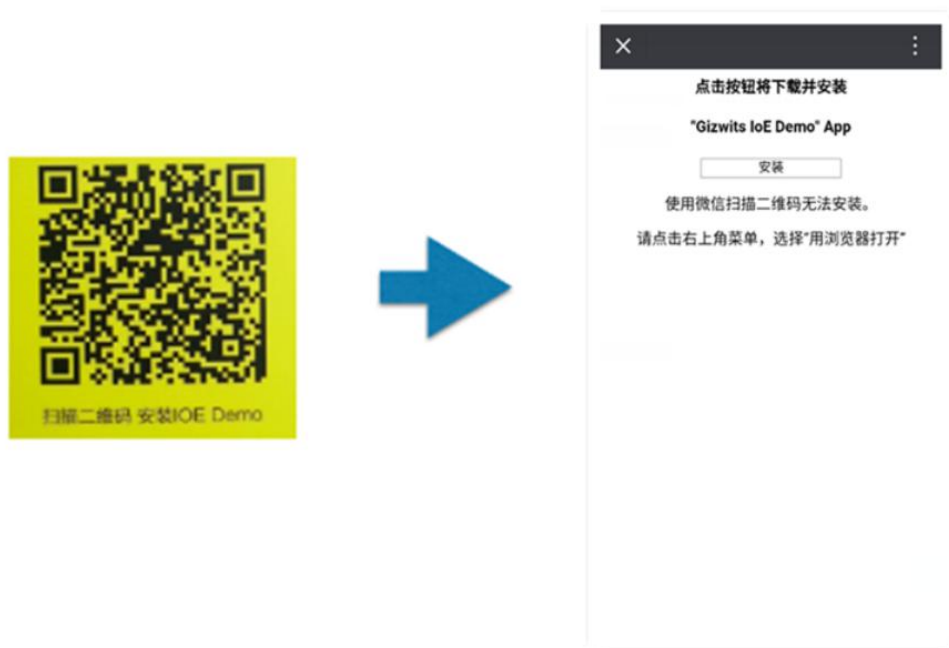 扫描二维码 安装IOE Demo
点击按钮将下载并安装
"Gizwits IoE Demo" App
安装
使用微信扫描二维码无法安装。
请点击右上角菜单，选择"用浏览器打开"